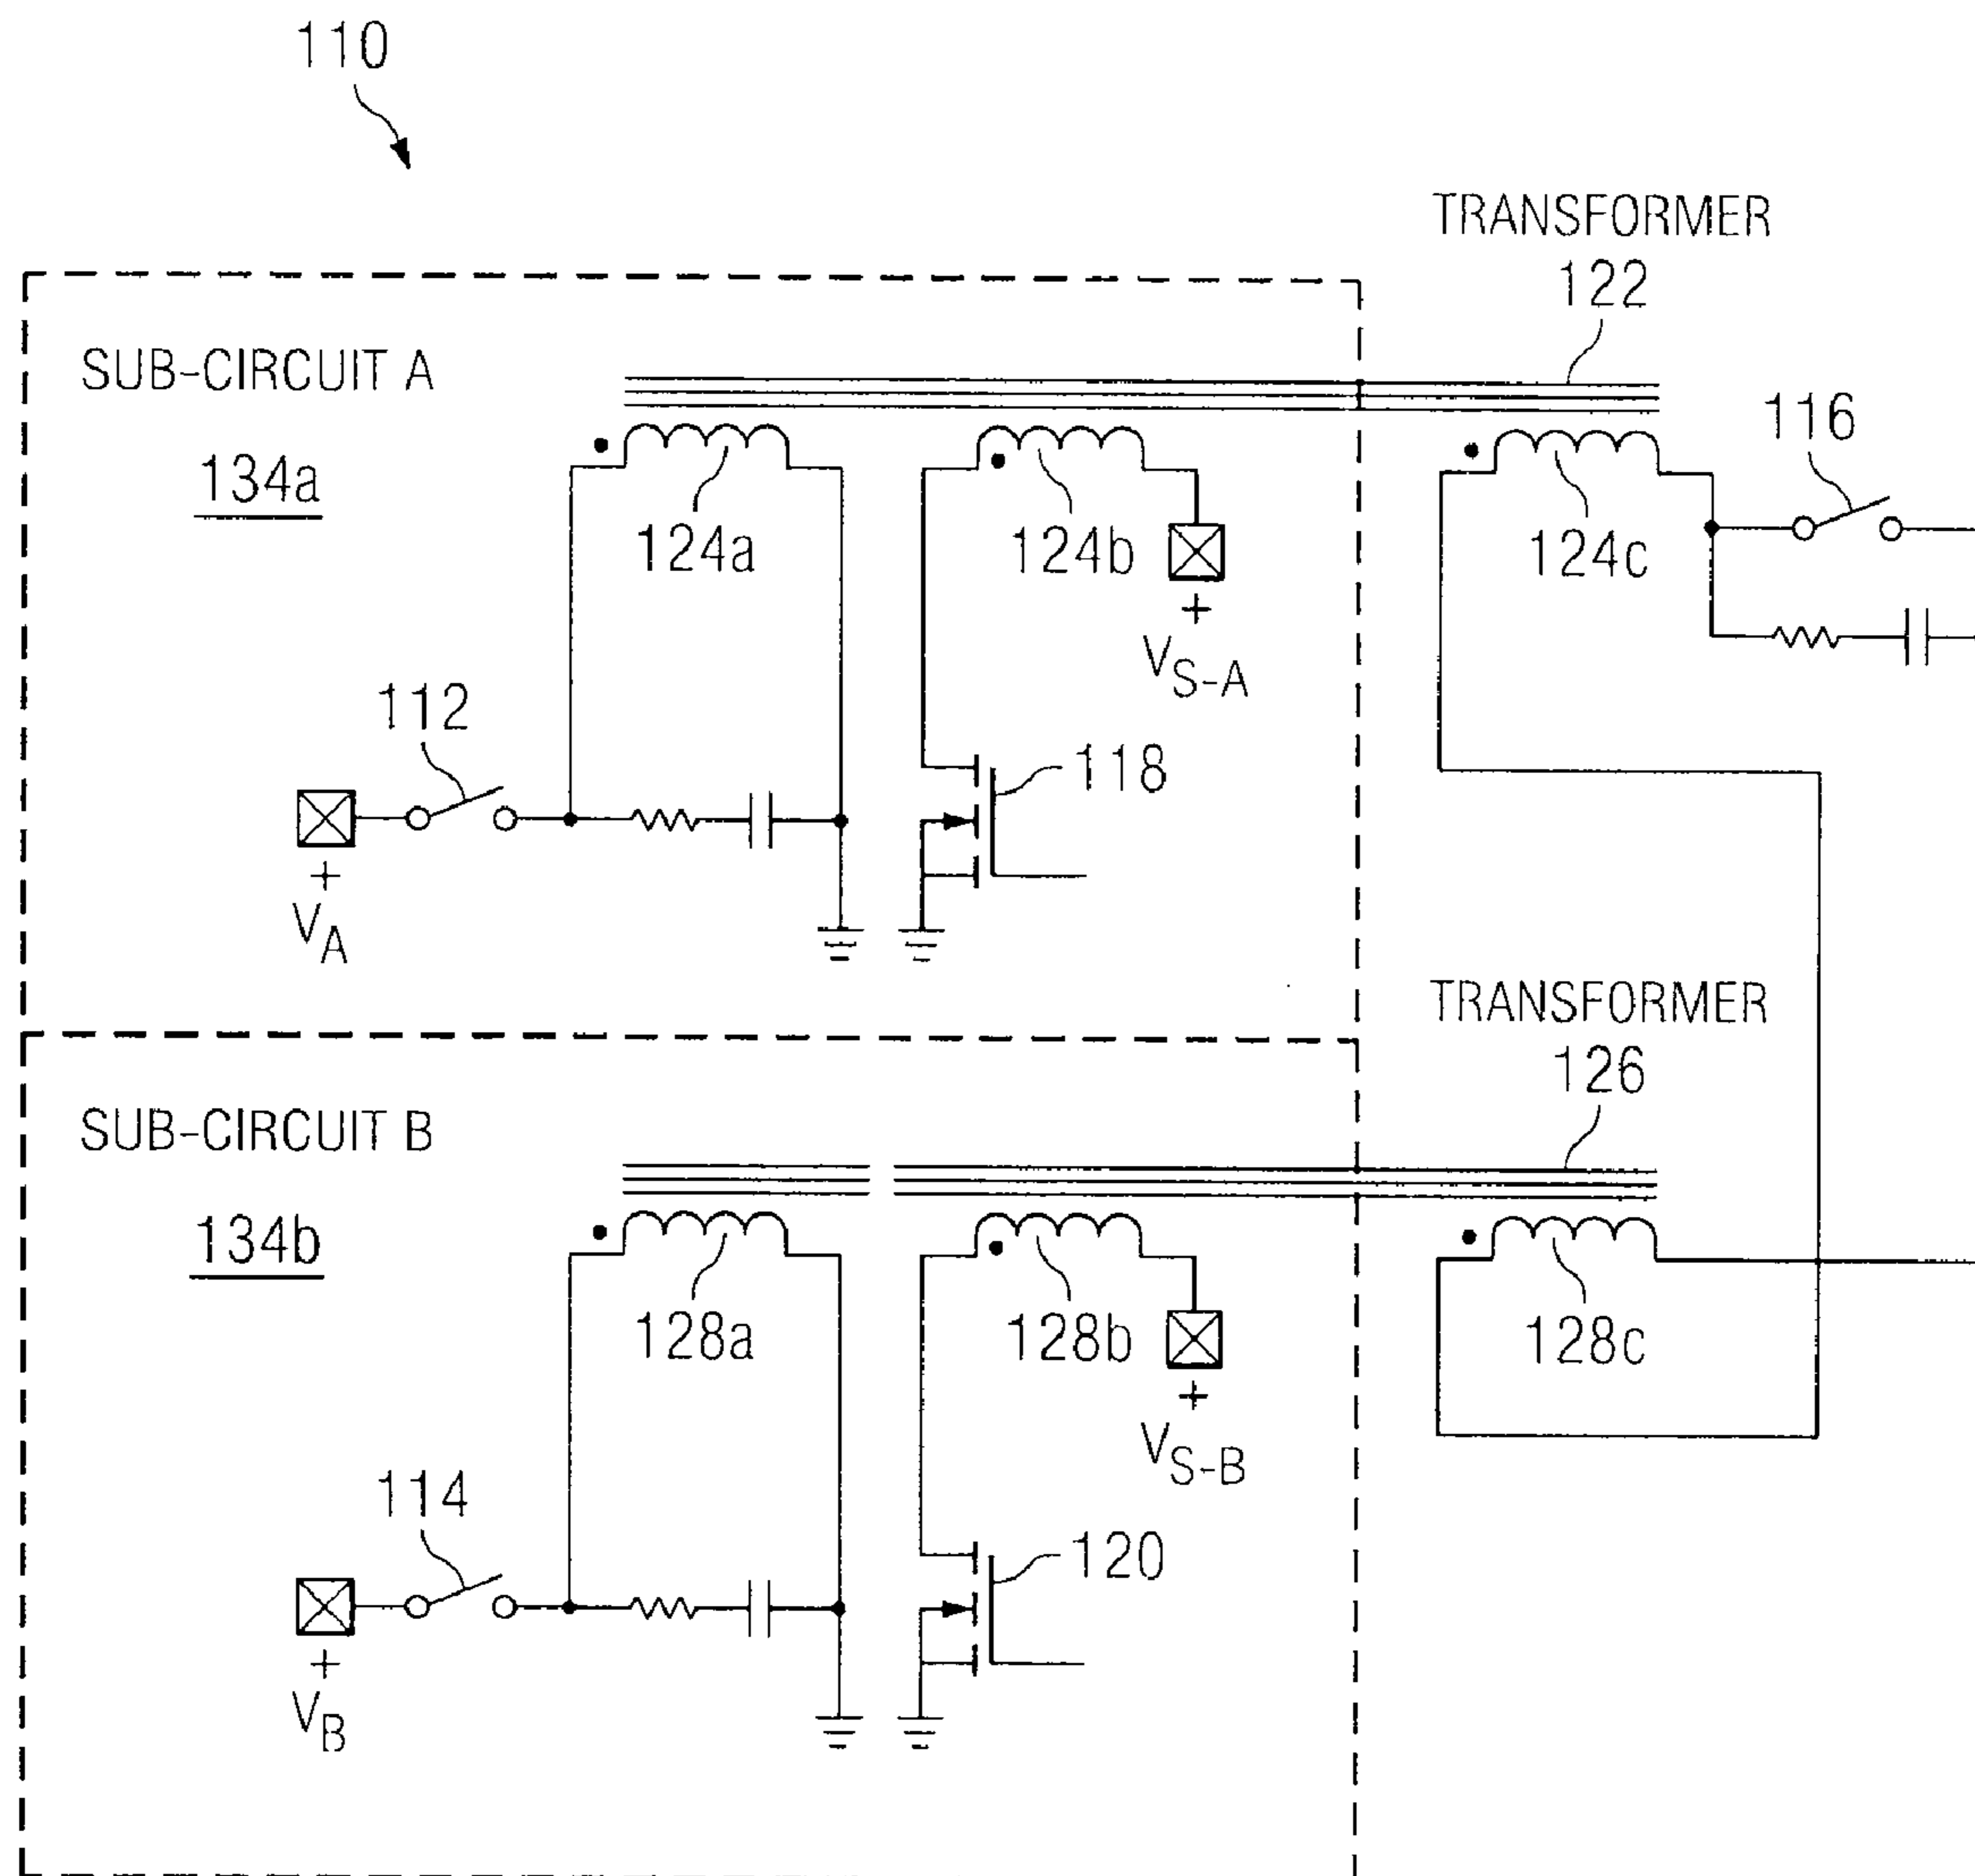 110
TRANSFORMER
122
SUB-CIRCUIT A
134a
116
124a
124b
124c
+
VS-A
112
118
+
VA
TRANSFORMER
126
SUB-CIRCUIT B
134b
128a
128b
128c
+
VS-B
114
120
+
VB